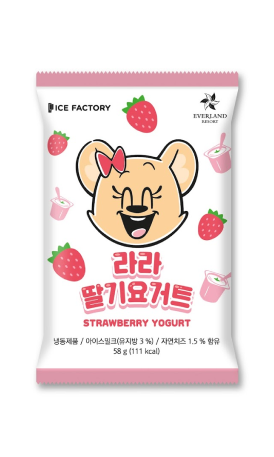 ICE FACTORY
EVERLAND
RESORT
라라
딸기요거트
STRAWBERRY YOGURT
냉동제품 / 아이스밀크(유지방 3 %) / 자연치즈 1.5 % 함유
58 g (111 kcal)